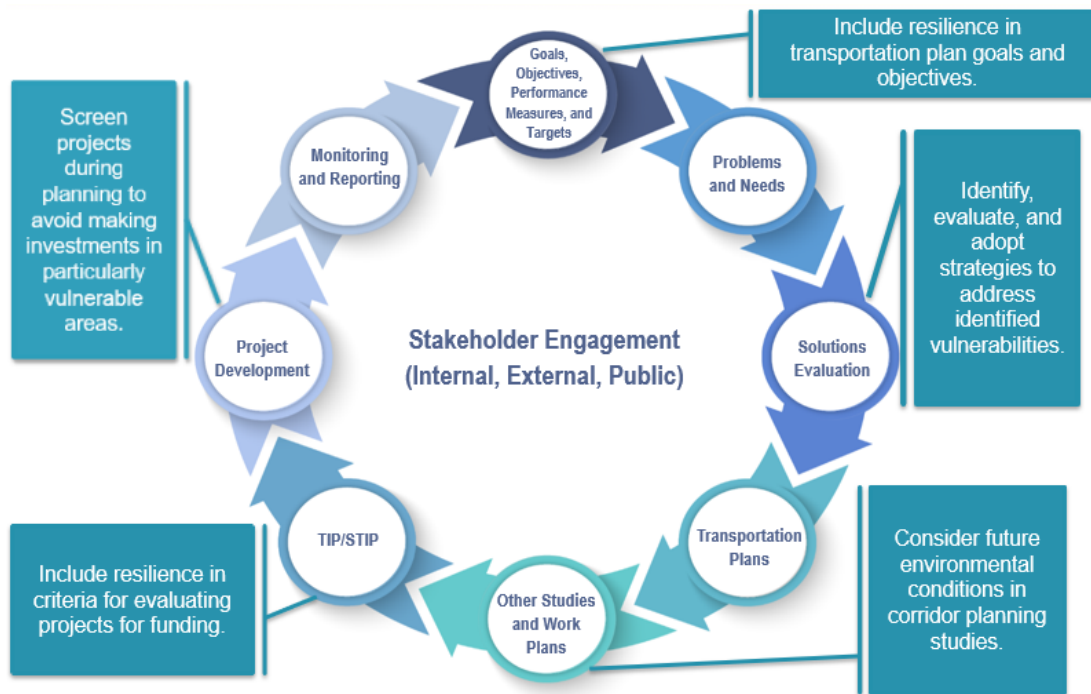 Goals,
Objectives,
Performance
Measures, and
Targets
Include resilience in
transportation plan goals and
objectives.
Problems
and Needs
Identify,
evaluate, and
adopt
strategies to
address
identified
vulnerabilities.
Solutions
Evaluation
Transportation
Plans
Consider future
environmental
conditions in
corridor planning
studies.
Other Studies
and Work
Plans
TIP/STIP
Include resilience in
criteria for evaluating
projects for funding.
Project
Development
Screen
projects
during
planning to
avoid making
investments in
particularly
vulnerable
areas.
Monitoring
and Reporting
Stakeholder Engagement
(Internal, External, Public)